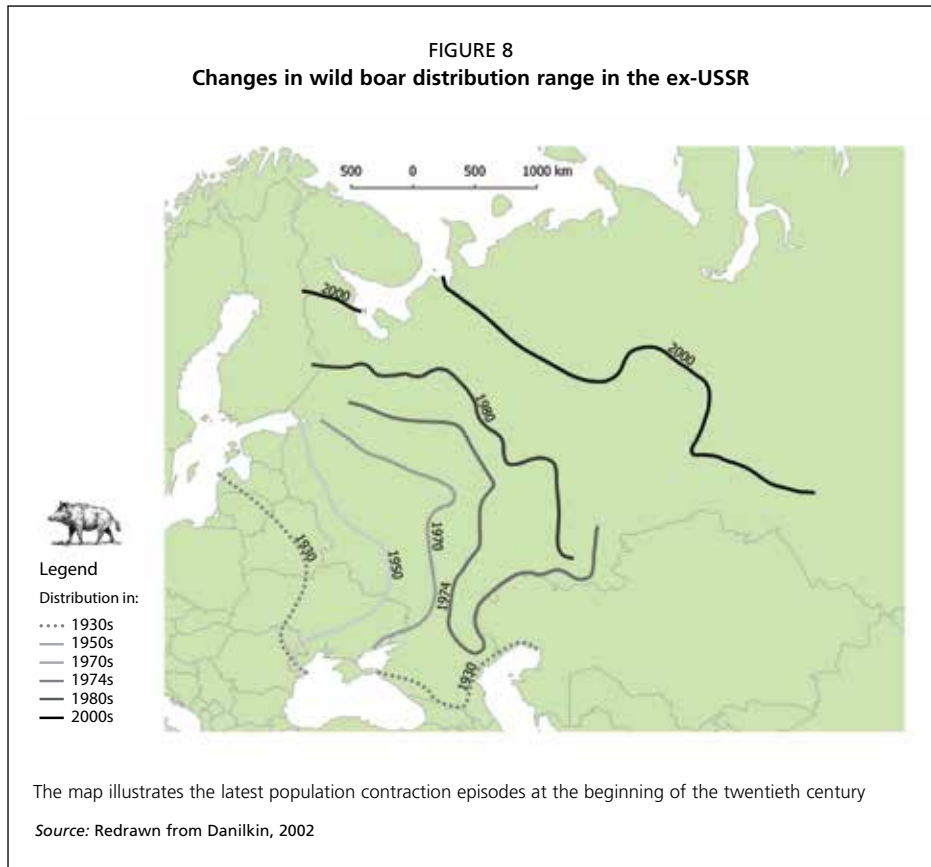 FIGURE 8
Changes in wild boar distribution range in the ex-USSR
500 0 500 1000 km
2000
2000
1980
1930
1950
1970
1974
1930
Legend
Distribution in:
1930s
1950s
1970s
1974s
1980s
2000s
The map illustrates the latest population contraction episodes at the beginning of the twentieth century
Source: Redrawn from Danilkin, 2002